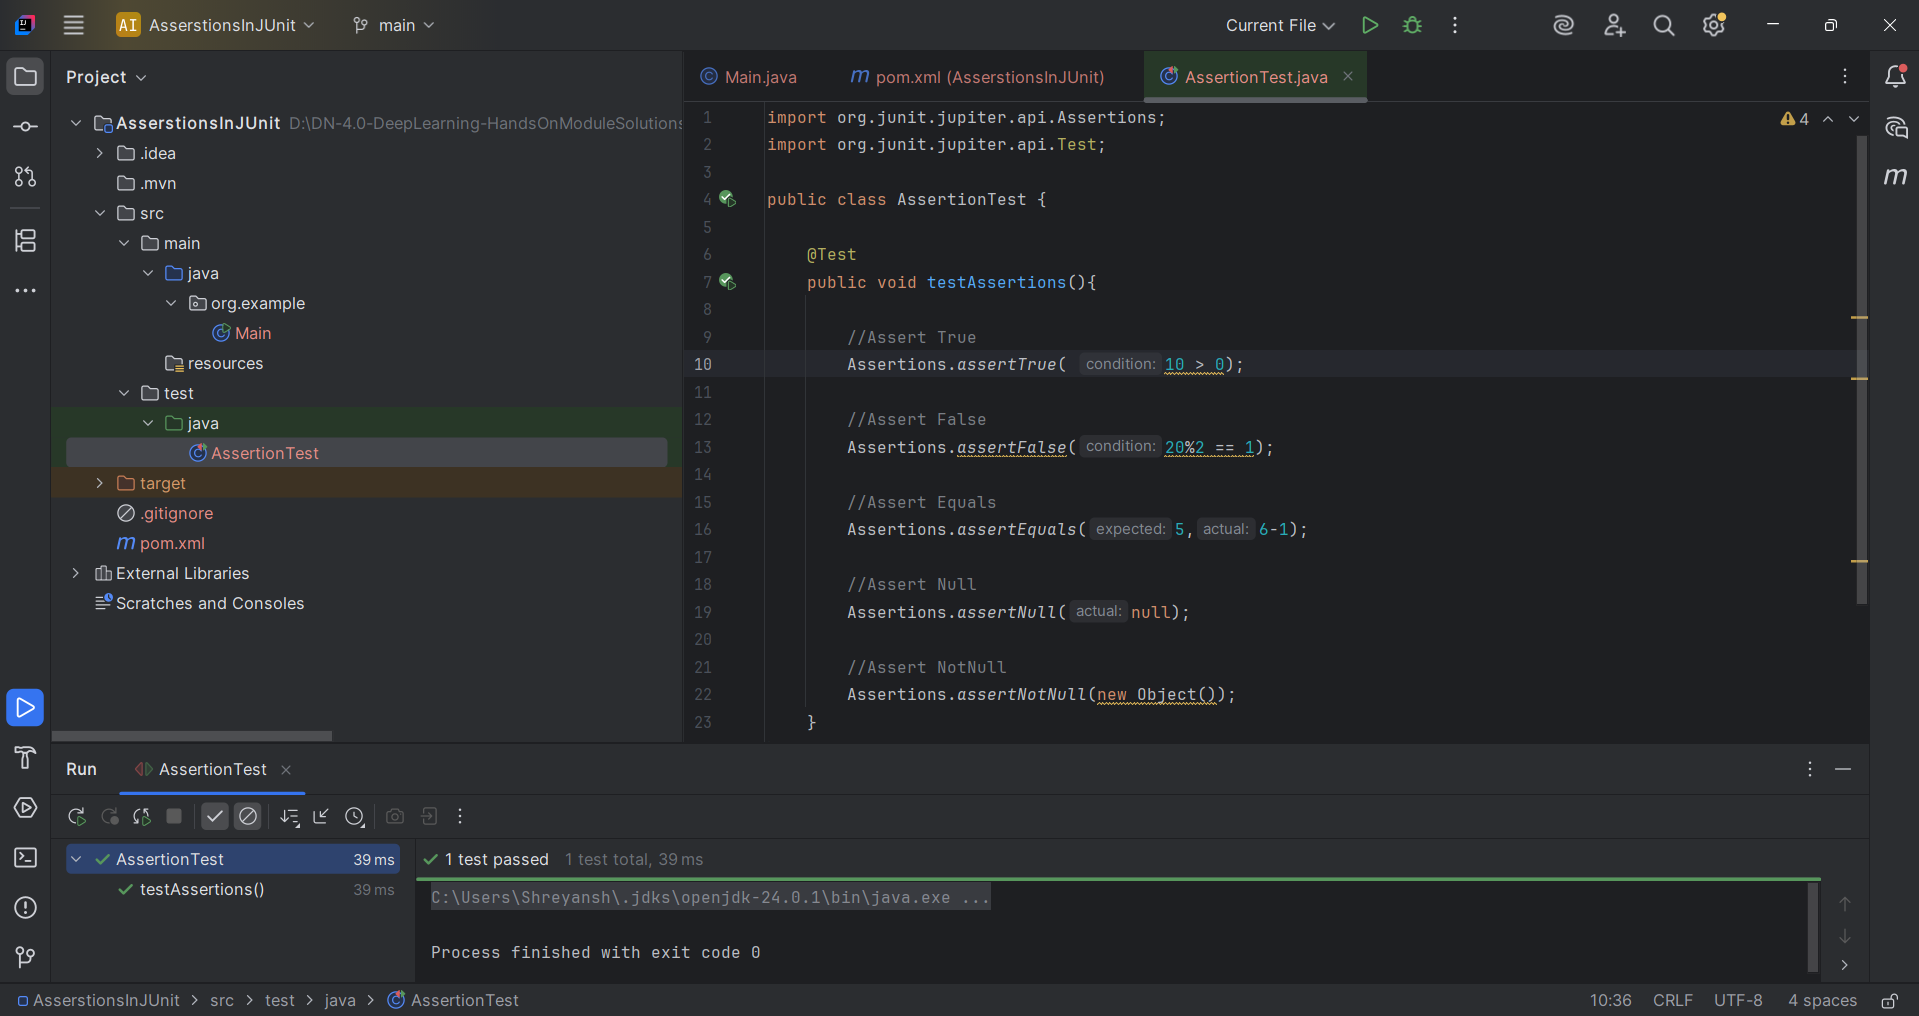 AI AssertionsInJUnit main Current File
Project
AsserstionsInJUnit D:\DN-4.0-DeepLearning-HandsOnModuleSolutions
.idea
.mvn
src
main
java
org.example
Main
resources
test
java
AssertionTest
target
.gitignore
m pom.xml
External Libraries
Scratches and Consoles
Main.java m pom.xml (AsserstionsInJUnit) AssertionTest.java
4
m
1 import org.junit.jupiter.api.Assertions;
2 import org.junit.jupiter.api.Test;
3
4 public class AssertionTest {
5
6 @Test
7 public void testAssertions(){
8
9 //Assert True
10 Assertions.assertTrue( condition: 10 > 0);
11
12 //Assert False
13 Assertions.assertFalse( condition: 20%2 == 1);
14
15 //Assert Equals
16 Assertions.assertEquals( expected: 5, actual: 6-1);
17
18 //Assert Null
19 Assertions.assertNull( actual: null);
20
21 //Assert NotNull
22 Assertions.assertNotNull(new Object());
23 }
Run AssertionTest
AssertionTest 39 ms
testAssertions() 39 ms
1 test passed 1 test total, 39 ms
C:\Users\Shreyansh\.jdks\openjdk-24.0.1\bin\java.exe ...
Process finished with exit code 0
AsserstionsInJUnit > src > test > java > AssertionTest
10:36 CRLF UTF-8 4 spaces